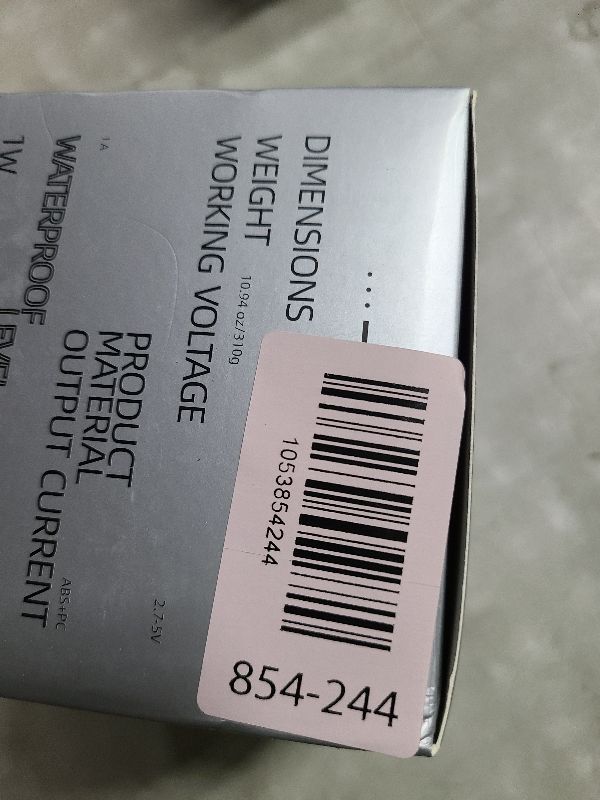 DIMENSIONS
WEIGHT
10.94 oz/310g
WORKING VOLTAGE
2.7-5V
PRODUCT
MATERIAL
ABS+PC
OUTPUT CURRENT
1A
WATERPROOF
LEVEL
1W
1053854244
854-244